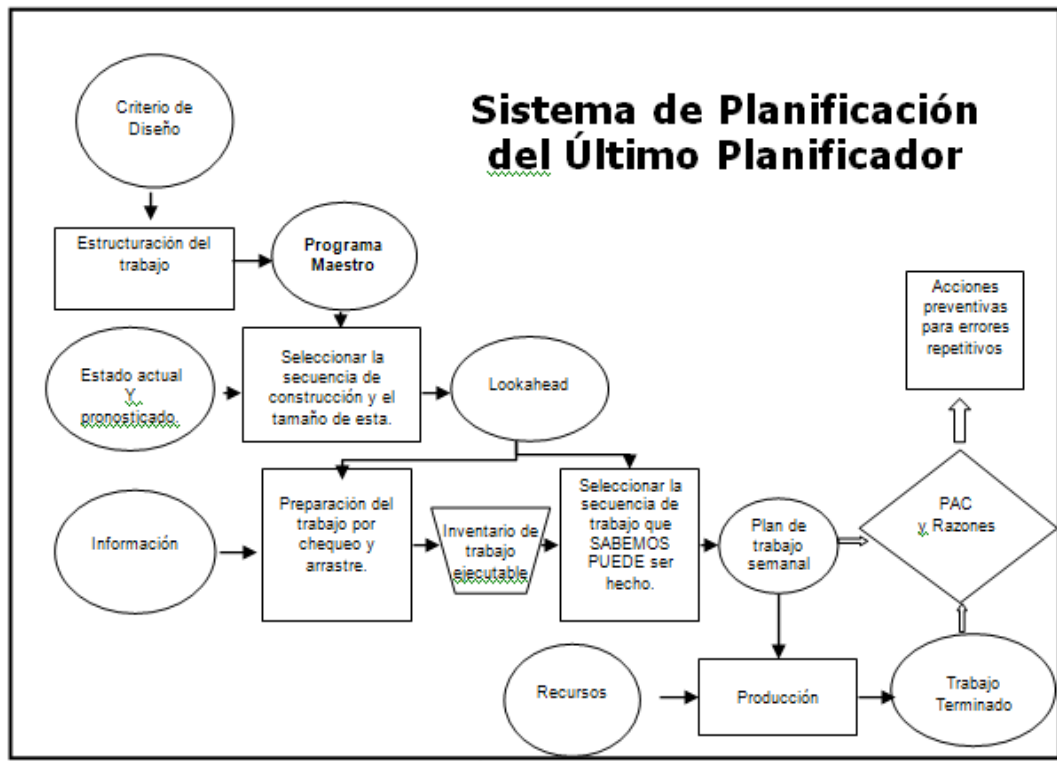 Sistema de Planificación
del Último Planificador
Criterio de
Diseño
Estructuración del
trabajo
Programa
Maestro
Estado actual
Y
pronosticado.
Seleccionar la
secuencia de
construcción y el
tamaño de esta.
Lookahead
Acciones
preventivas
para errores
repetitivos
Información
Preparación del
trabajo por
chequeo y
arrastre.
Inventario de
trabajo
ejecutable
Seleccionar la
secuencia de
trabajo que
SABEMOS
PUEDE ser
hecho.
Plan de
trabajo
semanal
PAC
y Razones
Recursos
Producción
Trabajo
Terminado